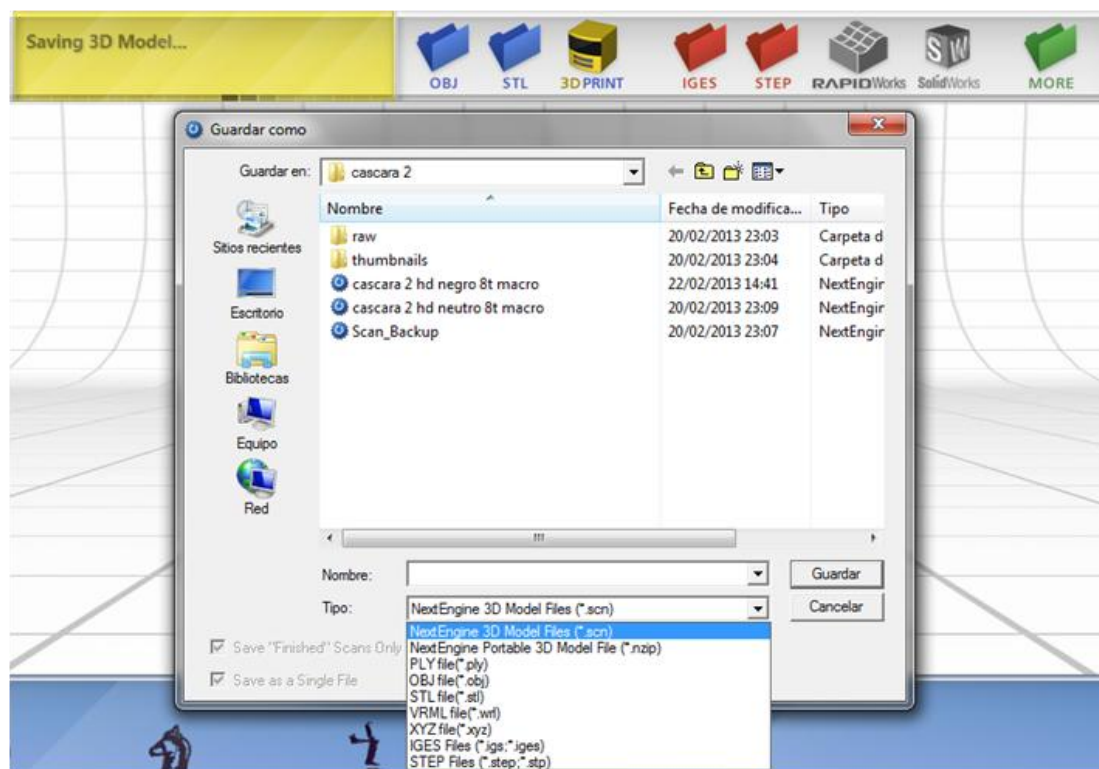 Saving 3D Model...
OBJ STL 3D PRINT IGES STEP RAPIDWorks SolidWorks MORE
SW
Guardar como
Guardar en: cascara 2
Nombre Fecha de modifica... Tipo
raw 20/02/2013 23:03 Carpeta d
thumbnails 20/02/2013 23:04 Carpeta d
cascara 2 hd negro 8t macro 22/02/2013 14:41 NextEngin
cascara 2 hd neutro 8t macro 20/02/2013 23:09 NextEngin
Scan_Backup 20/02/2013 23:07 NextEngin
Sitios recientes
Escritorio
Bibliotecas
Equipo
Red
Nombre: Guardar
Tipo: NextEngine 3D Model Files (*.scn) Cancelar
NextEngine 3D Model Files (*.scn)
NextEngine Portable 3D Model File (*.nzip)
PLY file(*.ply)
OBJ file(*.obj)
STL file(*.stl)
VRML file(*.wrl)
XYZ file(*.xyz)
IGES Files (*.igs;*.iges)
STEP Files (*.step;*.stp)
Save "Finished" Scans Only
Save as a Single File